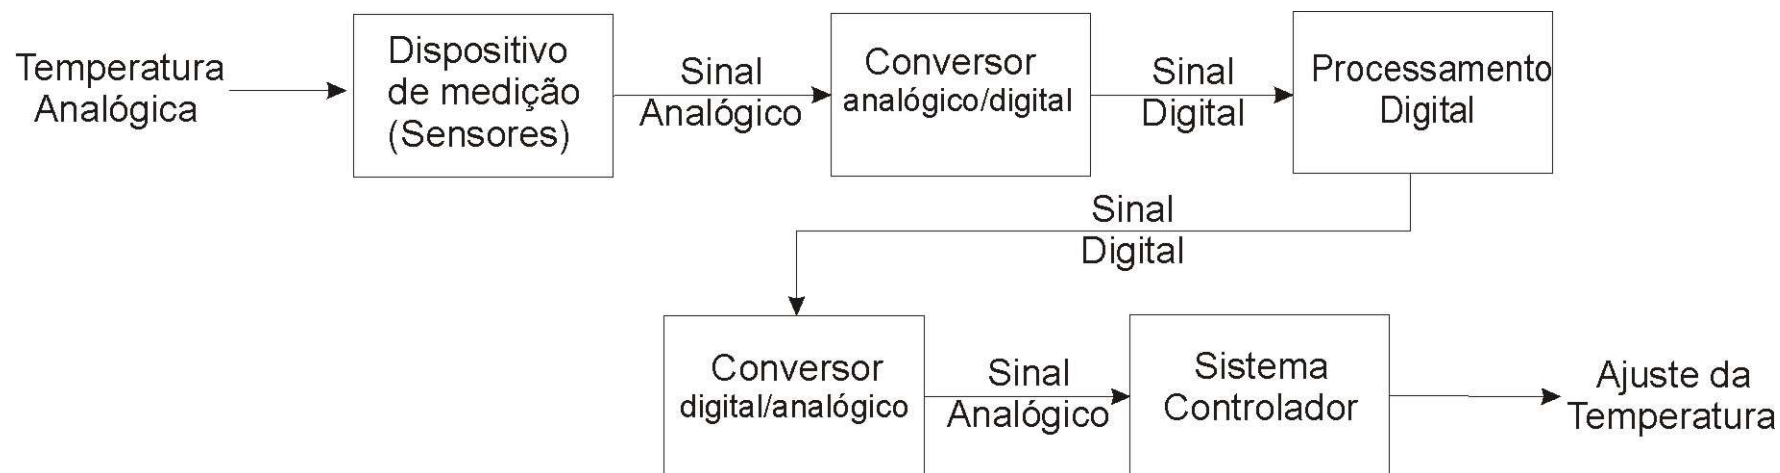 Temperatura
Analógica
Dispositivo
de medição
(Sensores)
Sinal
Analógico
Conversor
analógico/digital
Sinal
Digital
Processamento
Digital
Sinal
Digital
Conversor
digital/analógico
Sinal
Analógico
Sistema
Controlador
Ajuste da
Temperatura